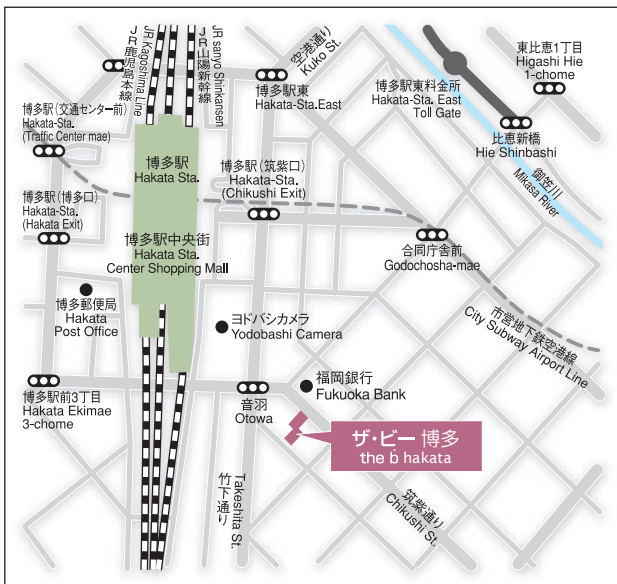 JR鹿児島本線
JR Kagoshima Line
JR山陽新幹線
JR sanyo Shinkansen
空港通り
Kuko St.
博多駅東
Hakata-Sta.East
博多駅東料金所
Hakata-Sta. East
Toll Gate
東比恵1丁目
Higashi Hie
1-chome
比恵新橋
Hie Shinbashi
御笠川
Mikasa River
博多駅(交通センター前)
Hakata-Sta.
(Traffic Center mae)
博多駅
Hakata Sta.
博多駅(筑紫口)
Hakata-Sta.
(Chikushi Exit)
博多駅(博多口)
Hakata-Sta.
(Hakata Exit)
博多駅中央街
Hakata Sta.
Center Shopping Mall
合同庁舎前
Godochosha-mae
博多郵便局
Hakata
Post Office
ヨドバシカメラ
Yodobashi Camera
市営地下鉄空港線
City Subway Airport Line
博多駅前3丁目
Hakata Ekimae
3-chome
音羽
Otowa
福岡銀行
Fukuoka Bank
ザ・ビー 博多
the b hakata
Takeshita St.
竹下通り
筑紫通り
Chikushi St.